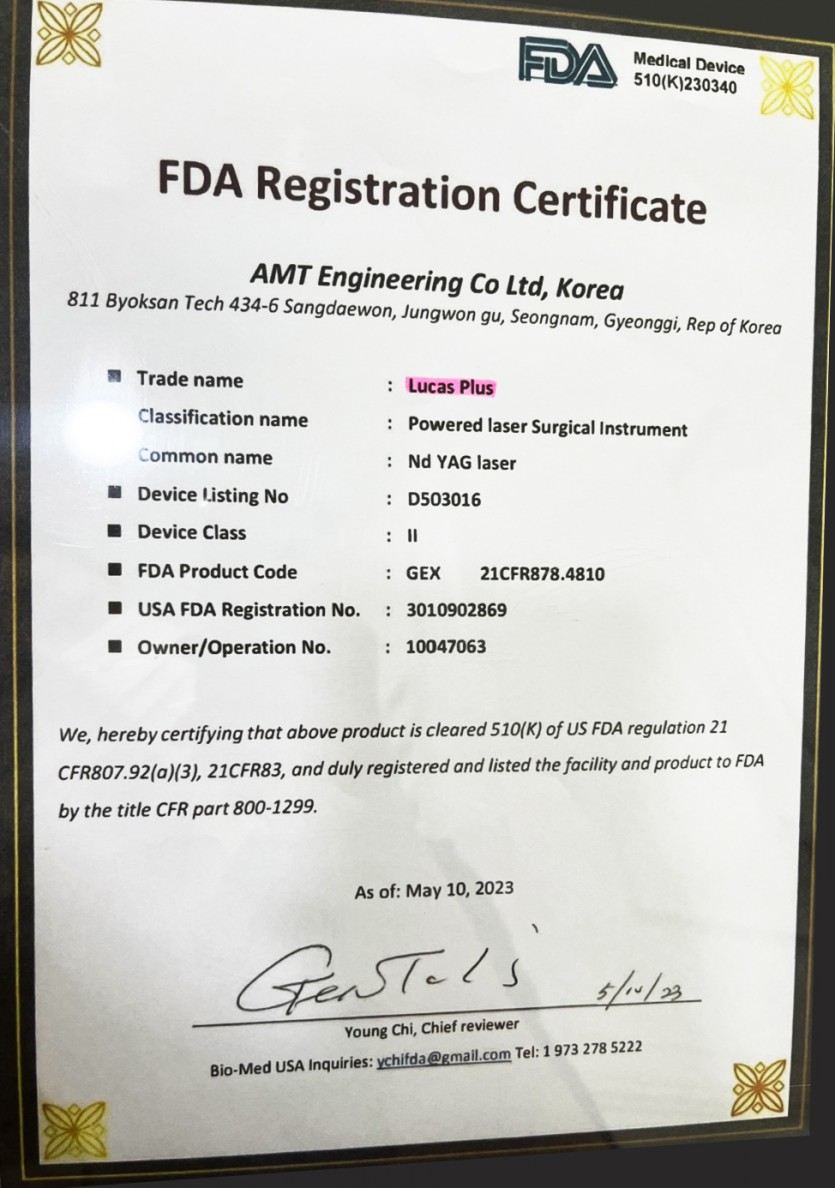 FDA
Medical Device
510(K)230340
FDA Registration Certificate
AMT Engineering Co Ltd, Korea
811 Byoksan Tech 434-6 Sangdaewon, Jungwon gu, Seongnam, Gyeonggi, Rep of Korea
Trade name : Lucas Plus
Classification name : Powered laser Surgical Instrument
Common name : Nd YAG laser
Device Listing No : D503016
Device Class : II
FDA Product Code : GEX 21CFR878.4810
USA FDA Registration No. : 3010902869
Owner/Operation No. : 10047063
We, hereby certifying that above product is cleared 510(K) of US FDA regulation 21
CFR807.92(a)(3), 21CFR83, and duly registered and listed the facility and product to FDA
by the title CFR part 800-1299.
As of: May 10, 2023
5/10/23
Young Chi, Chief reviewer
Bio-Med USA Inquiries: ychifda@gmail.com Tel: 1 973 278 5222